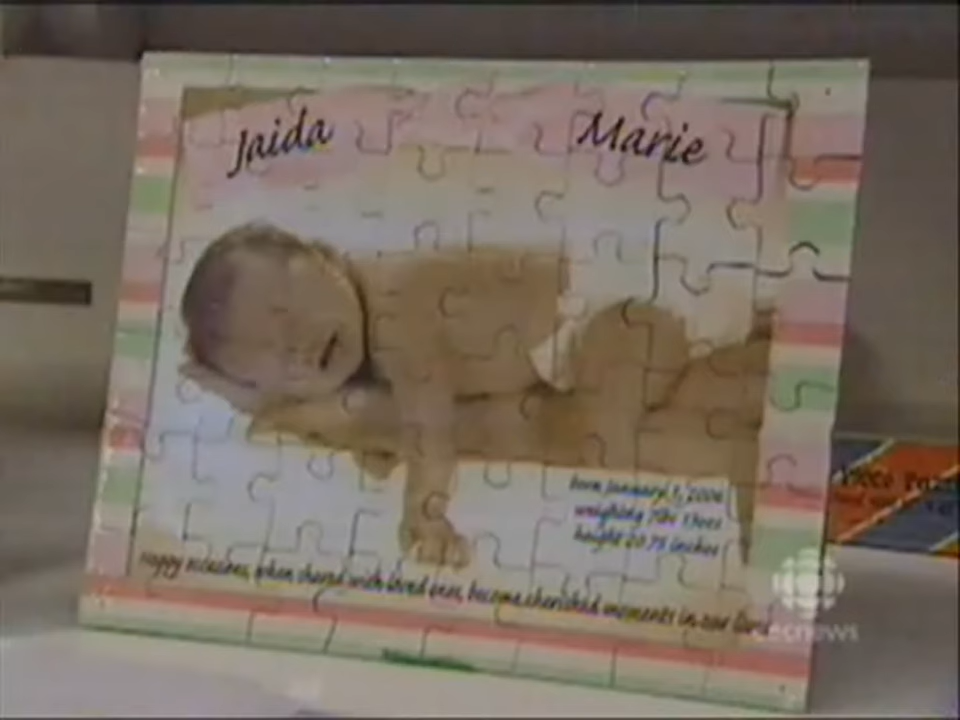 Jaida Marie
born January 1, 2006
weighing 7lbs 13ozs
height 20.75 inches
Happy occasions, when shared with loved ones, become cherished moments in our lives
cbcnews